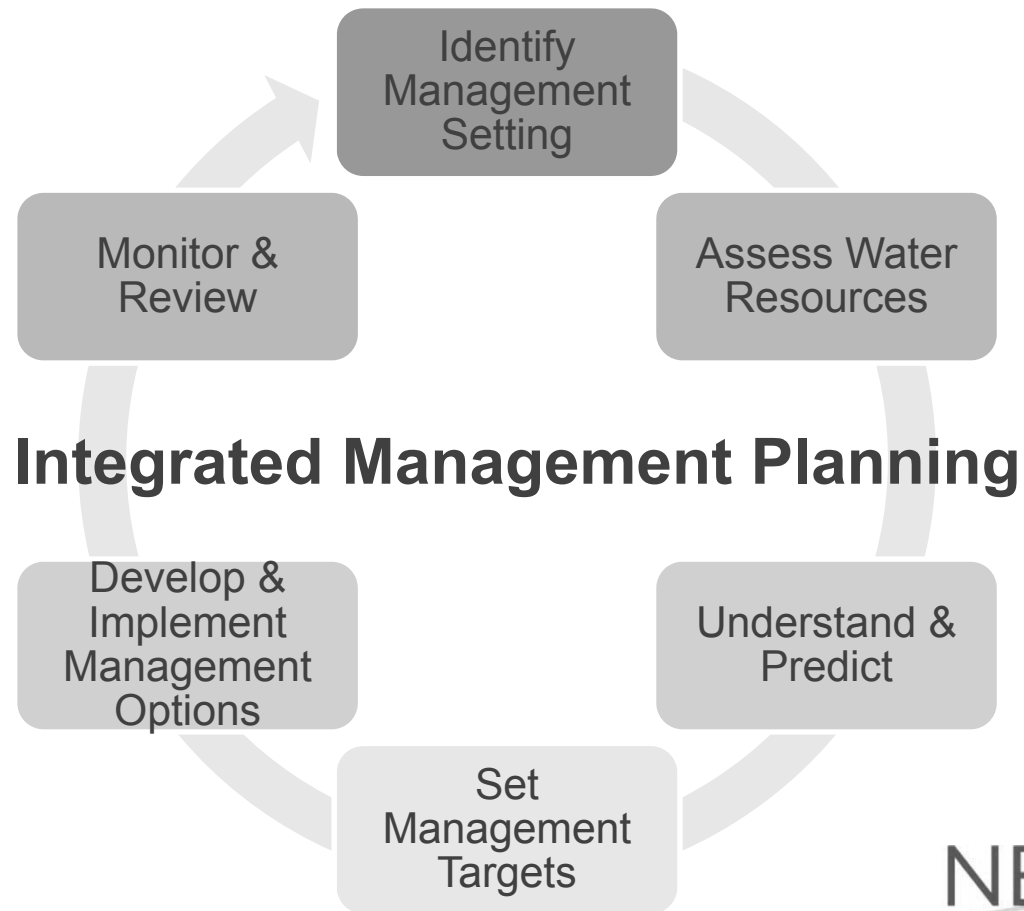 Identify
Management
Setting
Assess Water
Resources
Understand &
Predict
Set
Management
Targets
Develop &
Implement
Management
Options
Monitor &
Review
Integrated Management Planning